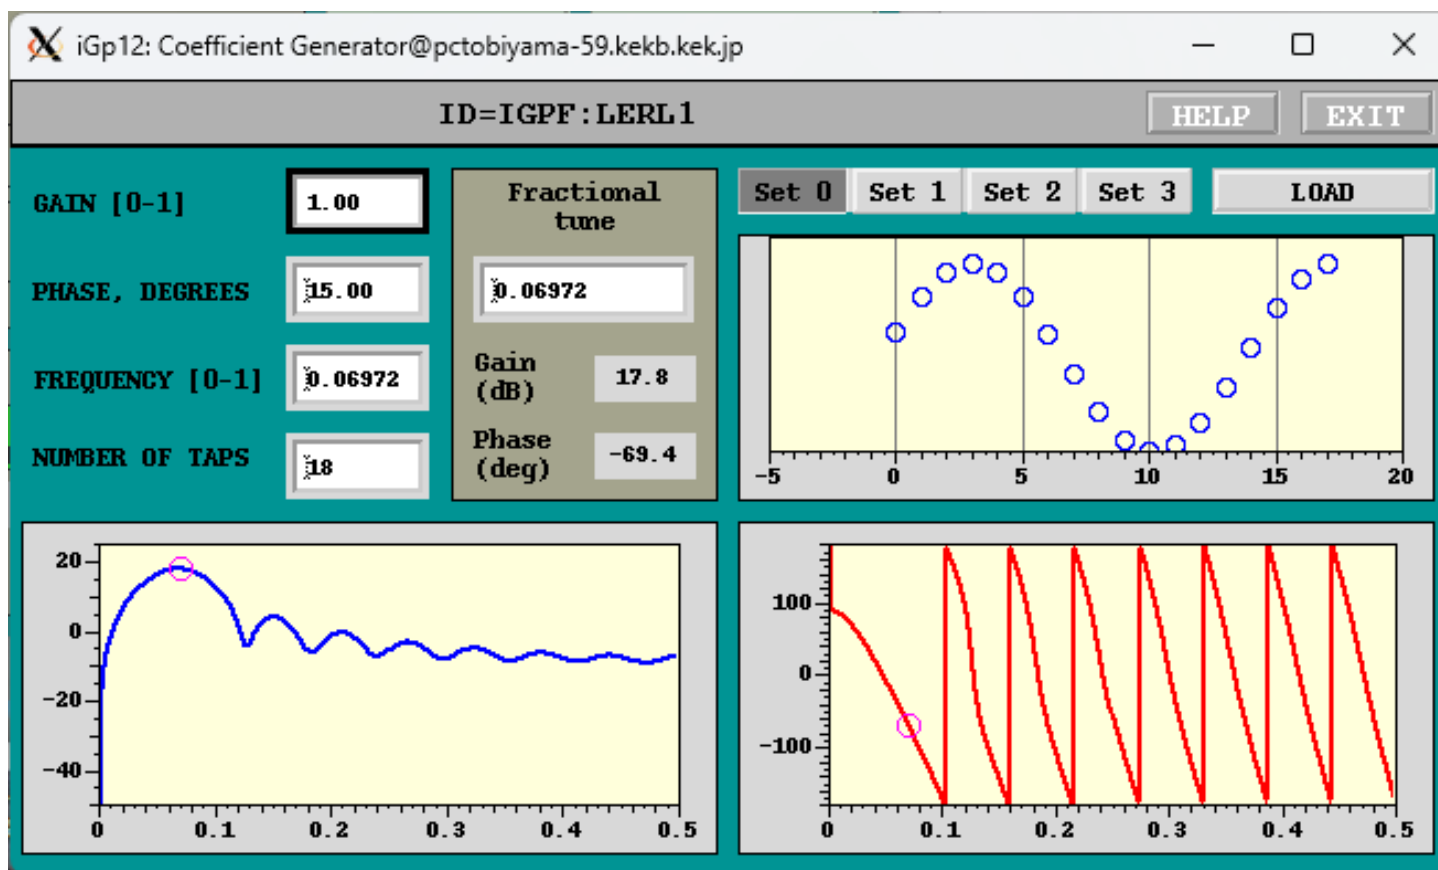 iGp12: Coefficient Generator@pctobiyama-59.kekb.kek.jp
ID=IGPF:LERL1
HELP
EXIT
GAIN [0-1]
1.00
PHASE, DEGREES
15.00
FREQUENCY [0-1]
0.06972
NUMBER OF TAPS
18
Fractional
tune
0.06972
Gain
(dB)
17.8
Phase
(deg)
-69.4
Set 0
Set 1
Set 2
Set 3
LOAD
-5 0 5 10 15 20
20
0
-20
-40
0 0.1 0.2 0.3 0.4 0.5
100
0
-100
0 0.1 0.2 0.3 0.4 0.5